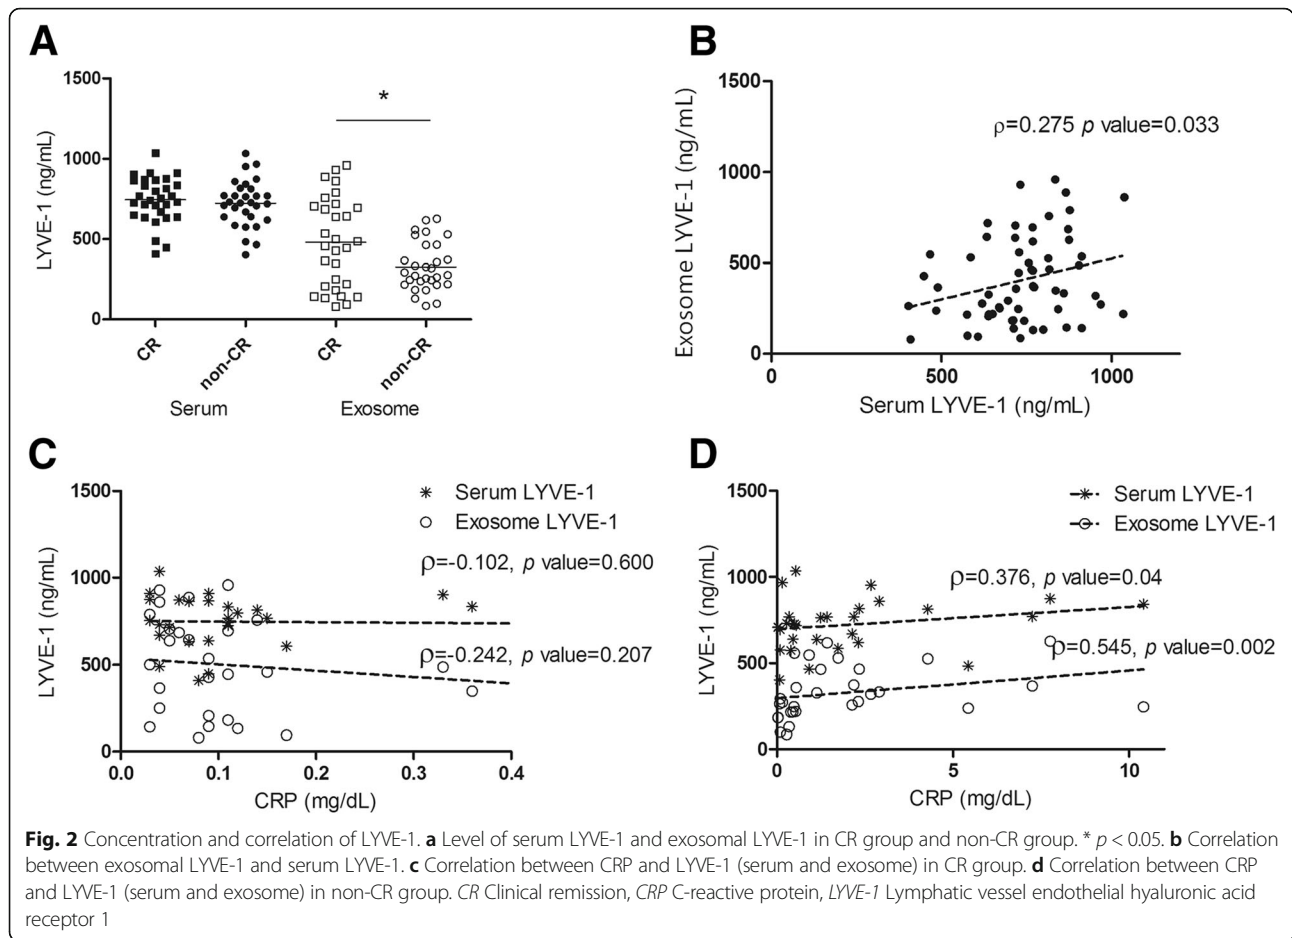 A
1500
1000
500
0
LYVE-1 (ng/mL)
*
CR
non-CR
CR
non-CR
Serum
Exosome
B
1500
1000
500
0
Exosome LYVE-1 (ng/mL)
ρ=0.275 p value=0.033
0
500
1000
Serum LYVE-1 (ng/mL)
C
1500
1000
500
0
LYVE-1 (ng/mL)
Serum LYVE-1
Exosome LYVE-1
ρ=-0.102, p value=0.600
ρ=-0.242, p value=0.207
0.0
0.1
0.2
0.3
0.4
CRP (mg/dL)
D
1500
1000
500
0
LYVE-1 (ng/mL)
Serum LYVE-1
Exosome LYVE-1
ρ=0.376, p value=0.04
ρ=0.545, p value=0.002
0
5
10
CRP (mg/dL)
Fig. 2 Concentration and correlation of LYVE-1. a Level of serum LYVE-1 and exosomal LYVE-1 in CR group and non-CR group. * p < 0.05. b Correlation
between exosomal LYVE-1 and serum LYVE-1. c Correlation between CRP and LYVE-1 (serum and exosome) in CR group. d Correlation between CRP
and LYVE-1 (serum and exosome) in non-CR group. CR Clinical remission, CRP C-reactive protein, LYVE-1 Lymphatic vessel endothelial hyaluronic acid
receptor 1